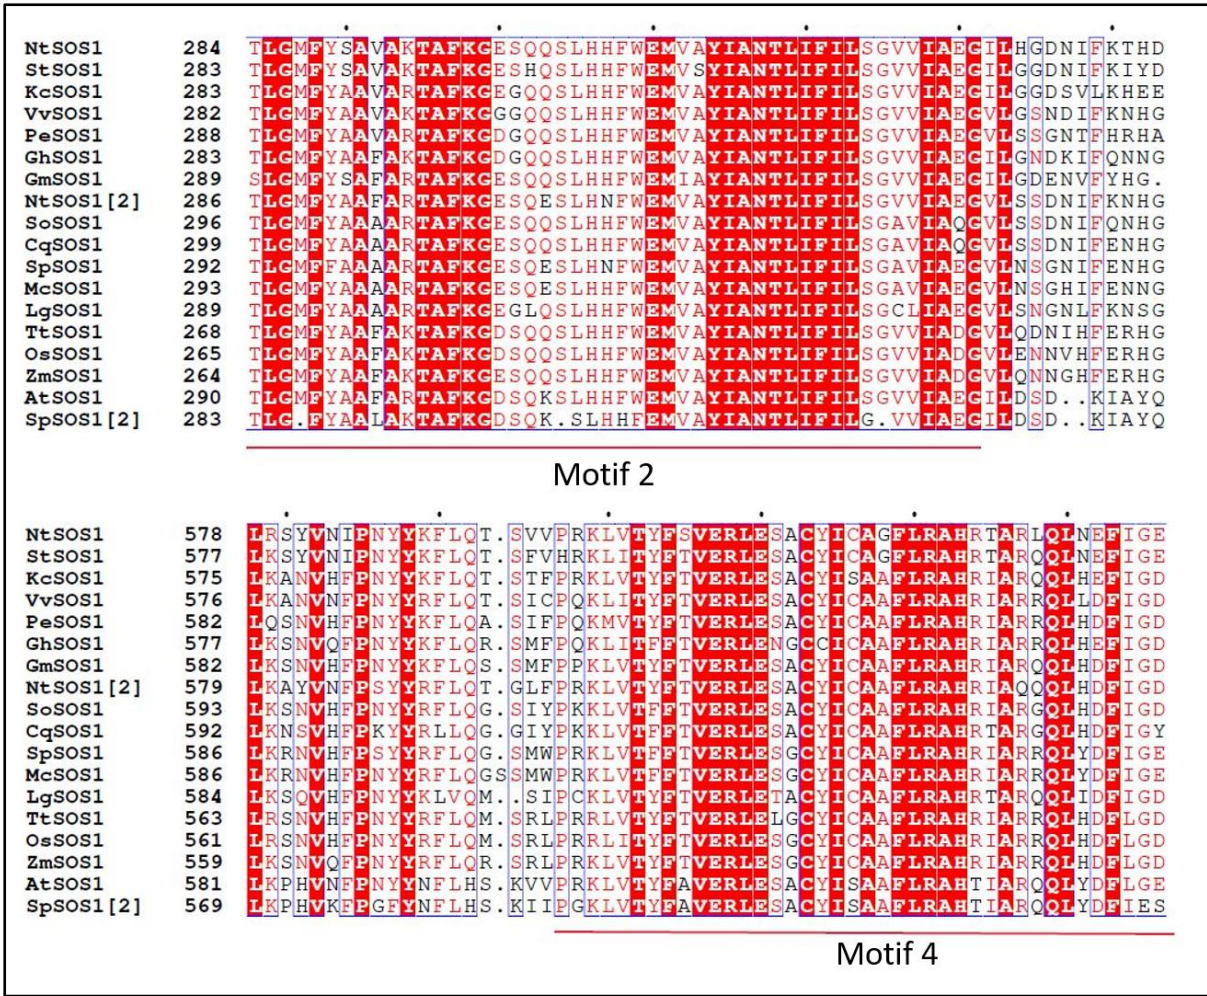 NtSOS1 284 TLGMFYSAVAKTAFKGESQQSLHHFWEMVAYIANTLIFILSGVVIAEGILHGDNIFKTHD
StSOS1 283 TLGMFYSAVAKTAFKGESHQSLHHFWEMVSYIANTLIFILSGVVIAEGILGGDNIFKIYD
KcSOS1 283 TLGMFYAAVARTAFKGEGQQSLHHFWEMVAYIANTLIFILSGVVIAEGILGGDSVLKHEE
VvSOS1 282 TLGMFYAAVAKTAFKGGGQQSLHHFWEMVAYIANTLIFILSGVVIAEGVLGSNDIFKNHG
PeSOS1 288 TLGMFYAAVARTAFKGDGQQSLHHFWEMVAYIANTLIFILSGVVIAEGVLSSGNTFHRHA
GhSOS1 283 TLGMFYAAFAKTAFKGDGQQSLHHFWEMVAYIANTLIFILSGVVIAEGILGNDKIFQNNG
GmSOS1 289 SLGMFYSAFARTAFKGESQQSLHHFWEMIAYIANTLIFILSGVVIAEGILGDENVFYHG.
NtSOS1[2] 286 TLGMFYAAFARTAFKGESQESLHNFWEMVAYIANTLIFILSGVVIAEGVLSSDNIFKNHG
SoSOS1 296 TLGMFYAAAARTAFKGESQQSLHHFWEMVAYIANTLIFILSGAVIAQGVLSSDNIFQNHG
CqSOS1 299 TLGMFYAAAARTAFKGESQQSLHHFWEMVAYIANTLIFILSGAVIAQGVLSSDNIFENHG
SpSOS1 292 TLGMFFAAAARTAFKGESQESLHNFWEMVAYIANTLIFILSGAVIAEGVLNSGNIFENHG
McSOS1 293 TLGMFYAAAARTAFKGESQESLHHFWEMVAYIANTLIFILSGAVIAEGVLNSGHIFENNG
LgSOS1 289 TLGMFYAAAAKTAFKGEGLQSLHHFWEMVAYIANTLIFILSGCLIAEGVLSNGNLFKNSG
TtSOS1 268 TLGMFYAAFAKTAFKGDSQQSLHHFWEMVAYIANTLIFILSGVVIADGVLQDNIHFERHG
OsSOS1 265 TLGMFYAAFAKTAFKGDSQQSLHHFWEMVAYIANTLIFILSGVVIADGVLENNVHFERHG
ZmSOS1 264 TLGMFYAAFAKTAFKGESQQSLHHFWEMVAYIANTLIFILSGVVIADGVLQNNGHFERHG
AtSOS1 290 TLGMFYAAFARTAFKGDSQKSLHHFWEMVAYIANTLIFILSGVVIAEGILDSD..KIAYQ
SpSOS1[2] 283 TLG.FYAALAKTAFKGDSQK.SLHHFEMVAYIANTLIFILG.VVIAEGILDSD..KIAYQ
Motif 2
NtSOS1 578 LRSYVNIPNYYKFLQT.SVVPRKLVTYFSVERLESACYICAGFLRAHRTARLQLNEFIGE
StSOS1 577 LKSYVNIPNYYKFLQT.SFVHRKLVTYFTVERLESACYICAGFLRAHRTARQQLNEFIGE
KcSOS1 575 LKANVHFPNYYKFLQT.STFPRKLVTYFTVERLESACYISAAFLRAHRIARQQLHEFIGD
VvSOS1 576 LKANVNFPNYYRFLQT.SICPQKLITYFTVERLESACYICAAFLRAHRIARRQLLDFIGD
PeSOS1 582 LQSNVHFPNYYRFLQA.SIFPQKMVTYFTVERLESACYICAAFLRAHRIARRQLHDFIGD
GhSOS1 577 LKSNVQFPNYYKFLQR.SMFPQKLITFFTVERLENGCCICAAFLRAHRIARRQLHEFIGD
GmSOS1 582 LKSNVHFPNYYKFLQS.SMFPPKLVTYFTVERLESACYICAAFLRAHRIARQQLHDFIGD
NtSOS1[2] 579 LKAYVNFPSYYRFLQT.GLFPRKLVTYFTVERLESACYICAAFLRAHRIAQQQLHDFIGD
SoSOS1 593 LKSNVHFPNYYRFLQG.SIYPKKLVTFFTVERLESACYICAAFLRAHRIARGQLHDFIGD
CqSOS1 592 LKNSVHFPKYYRLLQG.GIYPKKLVTFFTVERLESACYICAAFLRAHRTARGQLHDFIGY
SpSOS1 586 LKRNVHFPSYYRFLQG.SMWPRKLVTFFTVERLESGCYICAAFLRAHRIARRQLYDFIGE
McSOS1 586 LKRNVHFPNYYRFLQGSSMWPRKLVTFFTVERLESGCYICAAFLRAHRIARRQLYDFIGE
LgSOS1 584 LKSQVHFPNYYKLVQM..SIPCKLVTYFTVERLETACYICAAFLRAHRTARQQLIDFIGD
TtSOS1 563 LRSNVHFPNYYRFLQM.SRLPRRLITYFTVERLELGCYICAAFLRAHRIARRQLHDFLGD
OsSOS1 561 LRSNVHFPNYYRFLQM.SRLPRRLITYFTVERLESGCYICAAFLRAHRIARRQLHDFLGD
ZmSOS1 559 LKSNVQFPNYYRFLQR.SRLPRRLVTYFTVERLESGCYICAAFLRAHRIARRQLHDFLGD
AtSOS1 581 LKPHVNFPNYYNFLHS.KVVPRKLVTYFAVERLESACYISAAFLRAHTIARQQLYDFLGE
SpSOS1[2] 569 LKPHVKFPGFYNFLHS.KIIPGKLVTYFAVERLESACYISAAFLRAHTIARQQLYDFIES
Motif 4